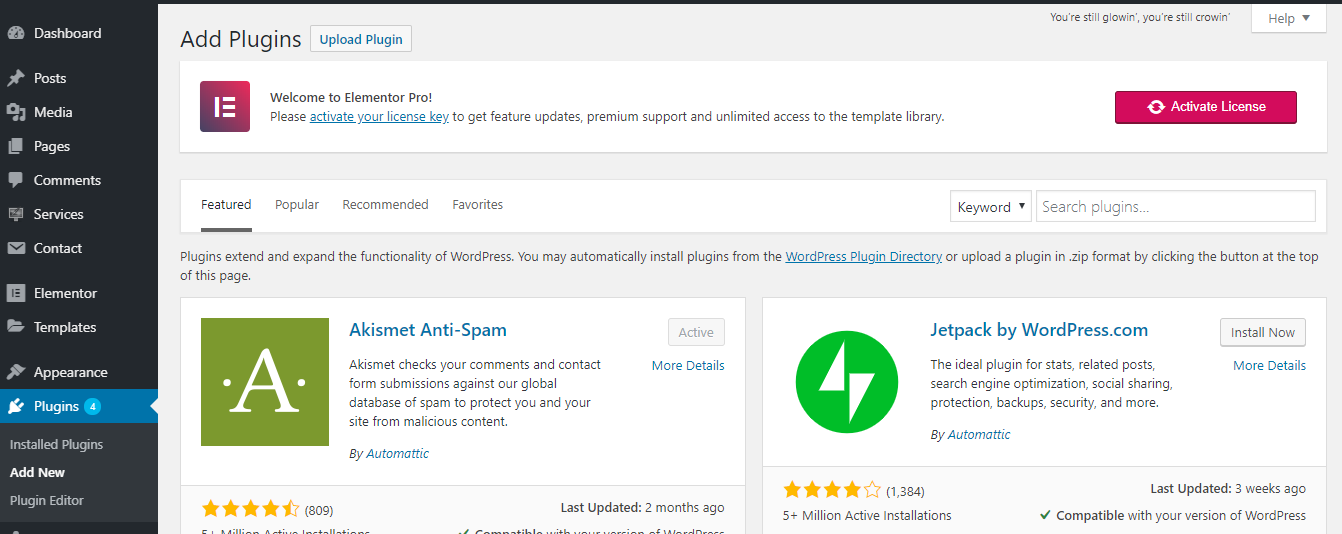 You're still glowin', you're still crowin'
Help ▼
Dashboard
Posts
Media
Pages
Comments
Services
Contact
Elementor
Templates
Appearance
Plugins 4
Installed Plugins
Add New
Plugin Editor
Add Plugins Upload Plugin
Welcome to Elementor Pro!
Please activate your license key to get feature updates, premium support and unlimited access to the template library.
Activate License
Featured Popular Recommended Favorites
Keyword ▼ Search plugins...
Plugins extend and expand the functionality of WordPress. You may automatically install plugins from the WordPress Plugin Directory or upload a plugin in .zip format by clicking the button at the top
of this page.
A
Akismet Anti-Spam
Active
More Details
Akismet checks your comments and contact
form submissions against our global
database of spam to protect you and your
site from malicious content.
By Automattic
(809)
Last Updated: 2 months ago
5+ Million Active Installations
✔ Compatible with your version of WordPress
Jetpack by WordPress.com
Install Now
More Details
The ideal plugin for stats, related posts,
search engine optimization, social sharing,
protection, backups, security, and more.
By Automattic
(1,384)
Last Updated: 3 weeks ago
5+ Million Active Installations
✔ Compatible with your version of WordPress